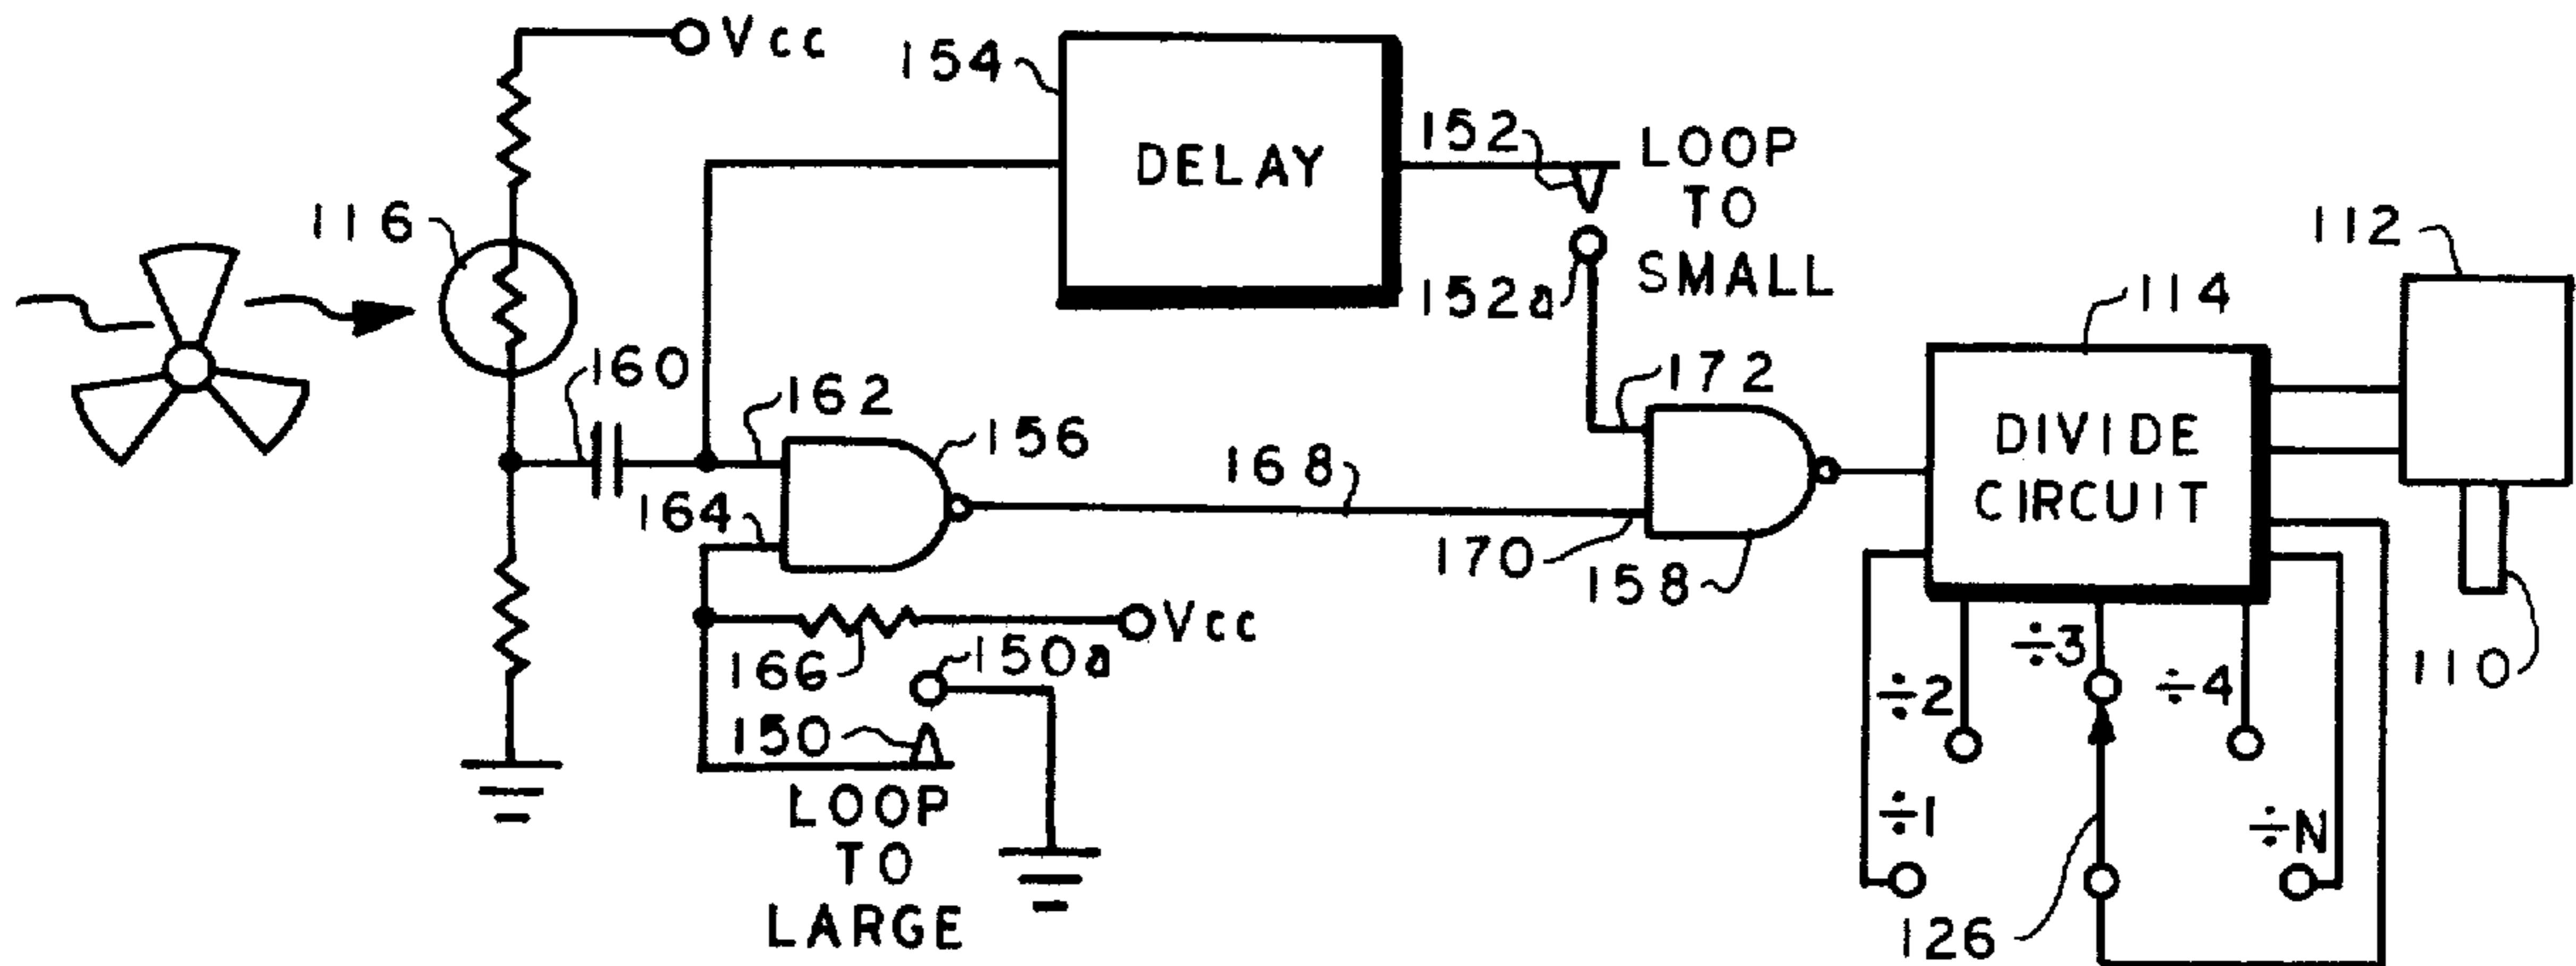 Vcc
154
DELAY
152
LOOP
TO
SMALL
152a
116
160
162
156
164
168
172
170
158
114
DIVIDE
CIRCUIT
112
110
166
Vcc
150a
150
LOOP
TO
LARGE
÷1
÷2
÷3
÷4
÷N
126